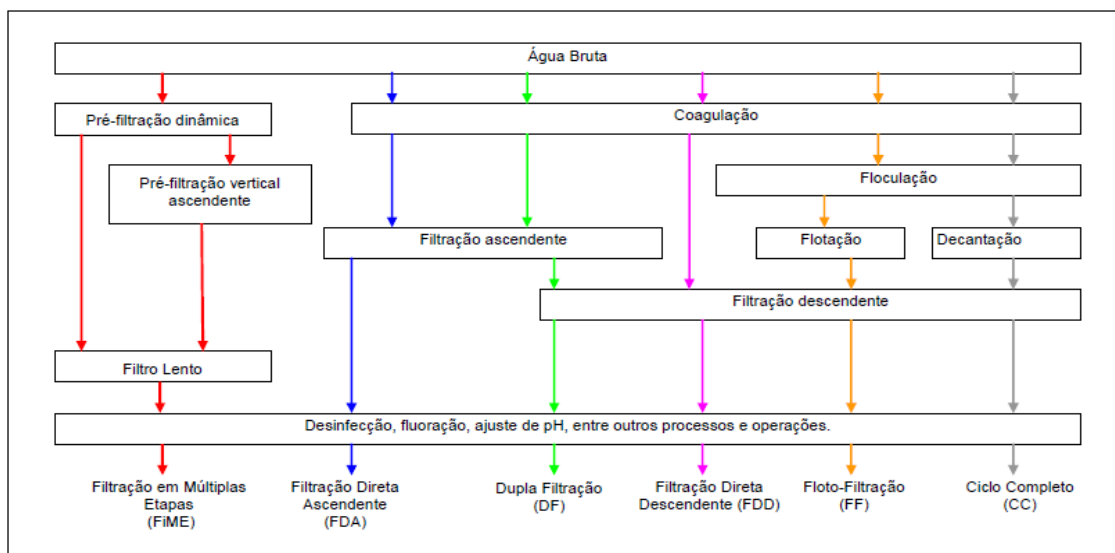 Água Bruta
Pré-filtração dinâmica
Coagulação
Pré-filtração vertical
ascendente
Floculação
Filtração ascendente
Flotação
Decantação
Filtração descendente
Filtro Lento
Desinfecção, fluoração, ajuste de pH, entre outros processos e operações.
Filtração em Múltiplas
Etapas
(FiME)
Filtração Direta
Ascendente
(FDA)
Dupla Filtração
(DF)
Filtração Direta
Descendente (FDD)
Floto-Filtração
(FF)
Ciclo Completo
(CC)